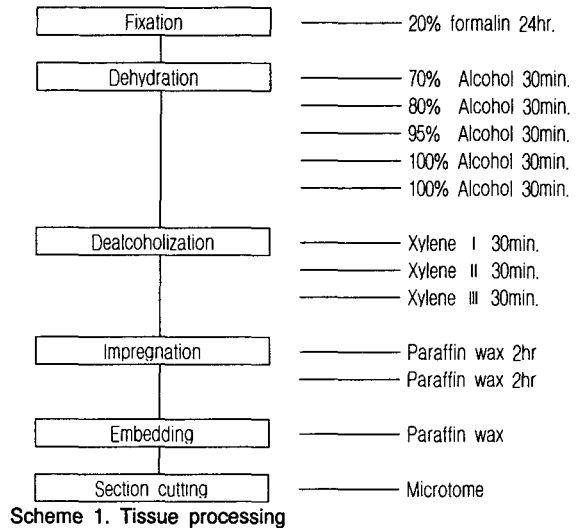 Fixation 20% formalin 24hr.
Dehydration 70% Alcohol 30min.
80% Alcohol 30min.
95% Alcohol 30min.
100% Alcohol 30min.
100% Alcohol 30min.
Dealcoholization Xylene I 30min.
Xylene II 30min.
Xylene III 30min.
Impregnation Paraffin wax 2hr
Paraffin wax 2hr
Embedding Paraffin wax
Section cutting Microtome
Scheme 1. Tissue processing